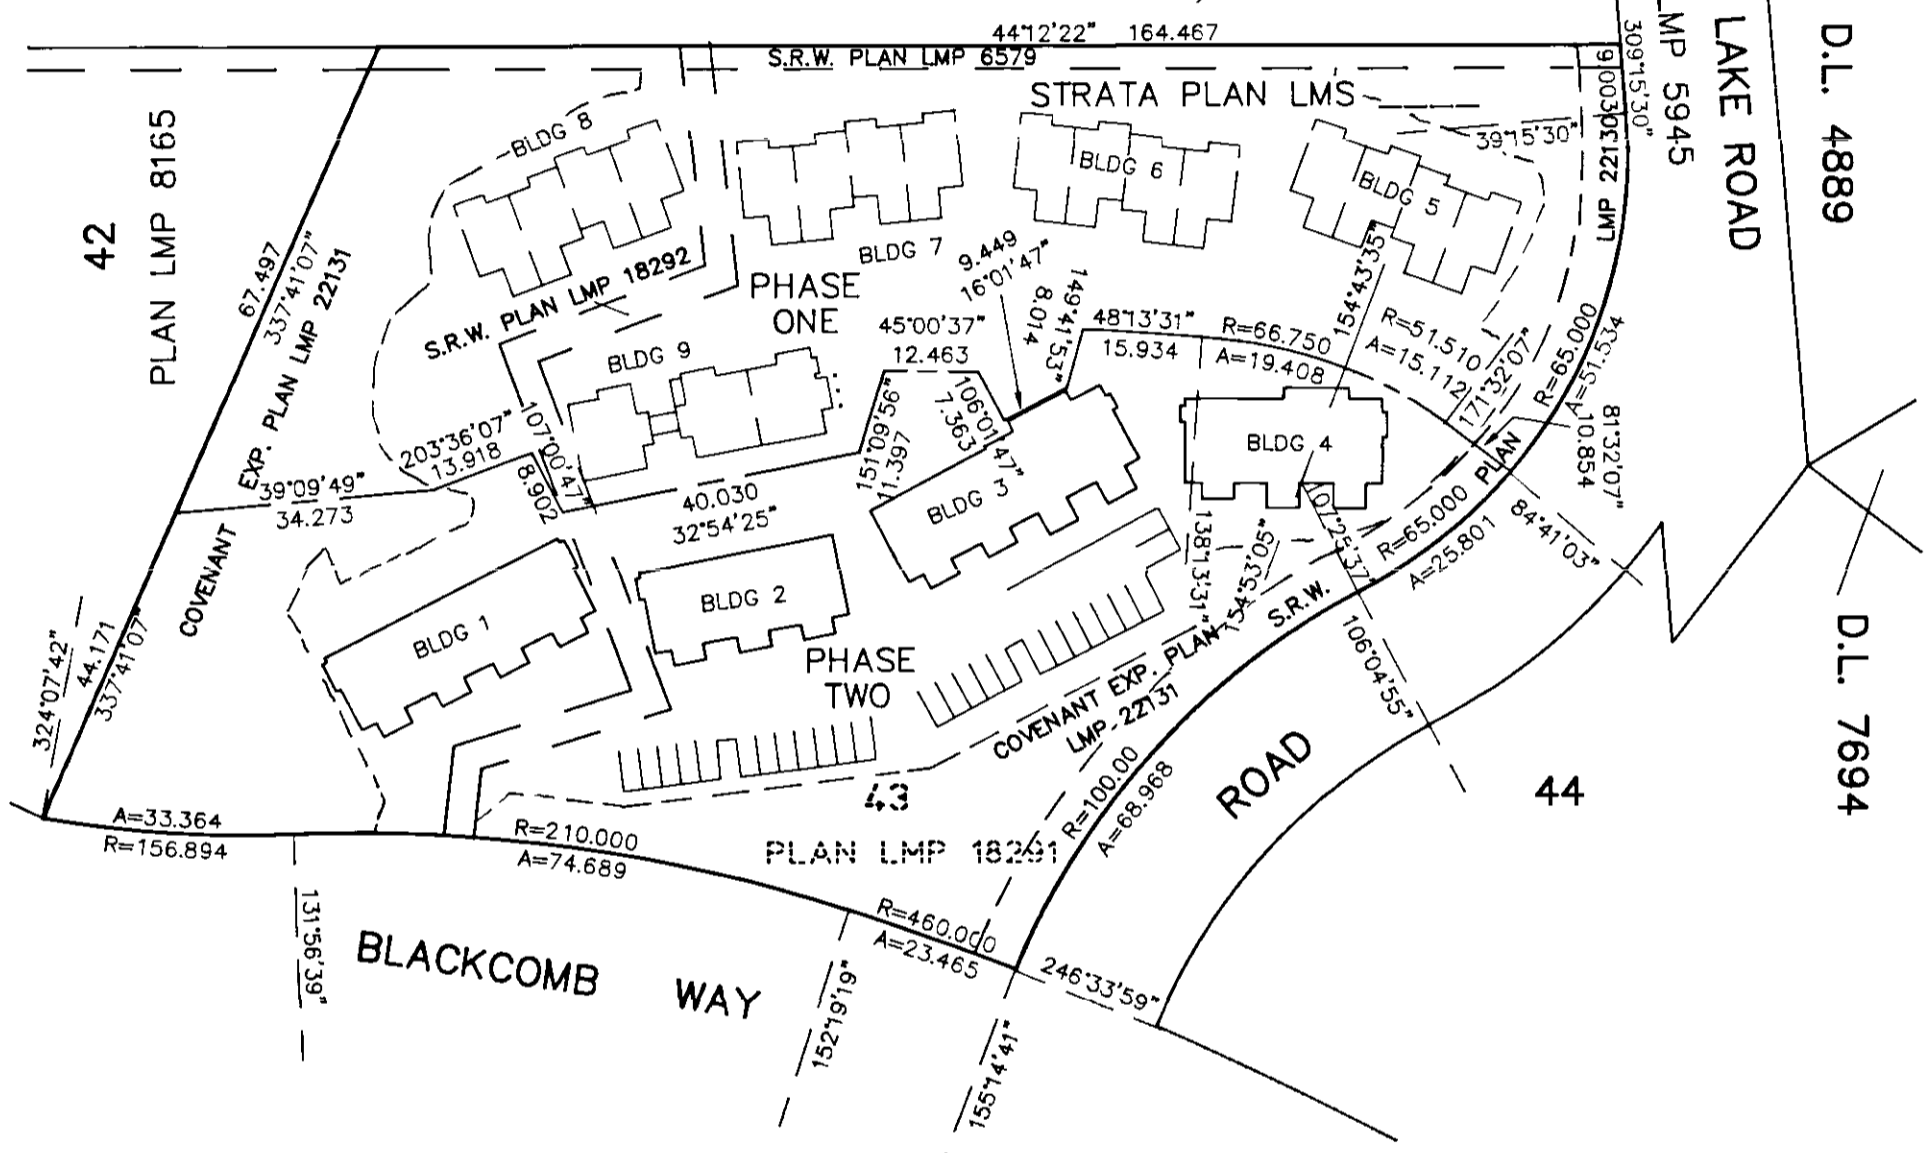 44°12'22" 164.467
S.R.W. PLAN LMP 6579
STRATA PLAN LMS
309°15'30"
9.003
LMP 5945
LAKE ROAD
D.L. 4889
42
PLAN LMP 8165
67.497
337°41'07"
EXP. PLAN LMP 22131
COVENANT
BLDG 8
BLDG 7
BLDG 6
BLDG 5
39°15'30"
LMP 22131
S.R.W. PLAN LMP 18292
PHASE
ONE
9.449
16°01'47"
149°41'53"
8.014
45°00'37"
12.463
48°13'31"
15.934
R=66.750
A=19.408
154°43'35"
R=51.510
A=15.112
171°32'07"
R=65.000
A=51.534
BLDG 9
203°36'07"
13.918
107°00'47"
8.902
151°09'56"
11.397
106°01'47"
7.363
BLDG 4
BLDG 3
A=10.854
81°32'07"
PLAN
39°09'49"
34.273
40.030
32°54'25"
138°13'31"
154°53'05"
107°25'37"
R=65.000
A=25.801
84°41'03"
S.R.W.
BLDG 1
BLDG 2
PHASE
TWO
COVENANT EXP. PLAN
LMP 22131
106°04'55"
324°07'42"
44.171
337°41'07"
D.L. 7694
44
ROAD
R=100.00
A=68.968
43
PLAN LMP 18291
A=33.364
R=156.894
R=210.000
A=74.689
R=460.000
A=23.465
131°56'39"
152°19'19"
155°14'41"
246°33'59"
BLACKCOMB WAY